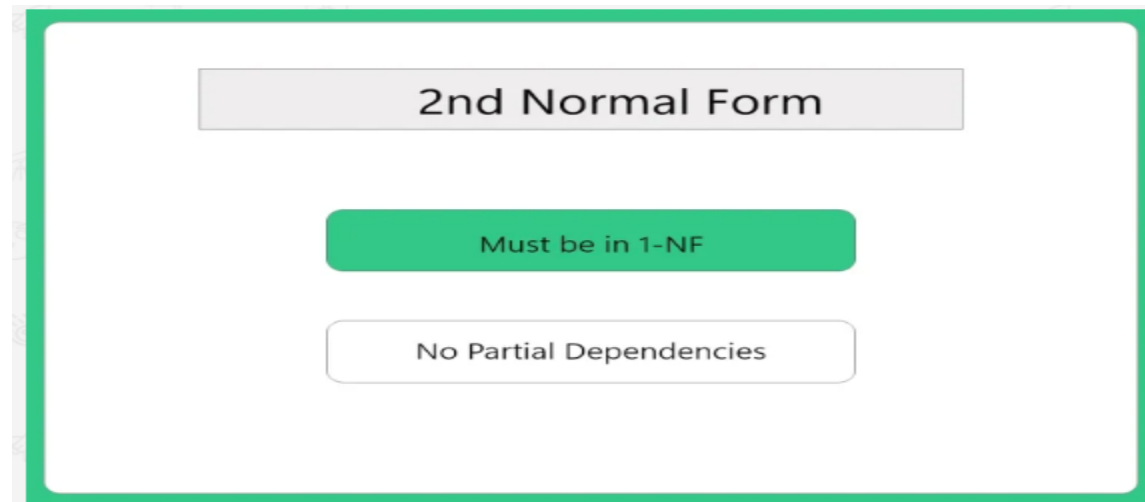 2nd Normal Form
Must be in 1-NF
No Partial Dependencies